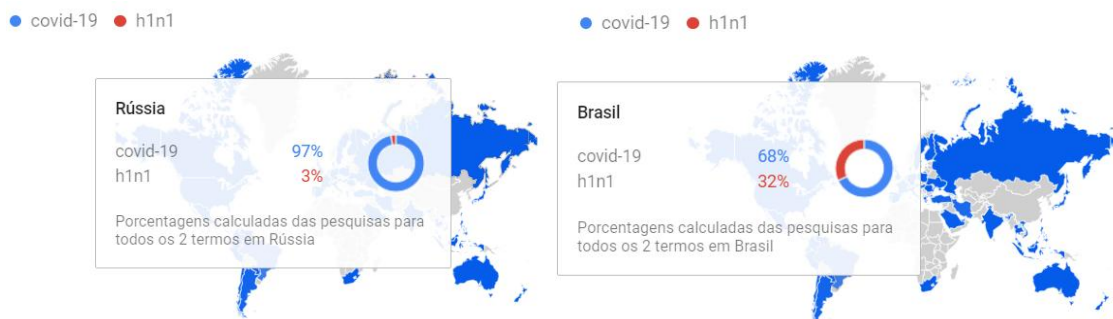 covid-19 h1n1
Rússia
covid-19 97%
h1n1 3%
Porcentagens calculadas das pesquisas para
todos os 2 termos em Rússia
covid-19 h1n1
Brasil
covid-19 68%
h1n1 32%
Porcentagens calculadas das pesquisas para
todos os 2 termos em Brasil